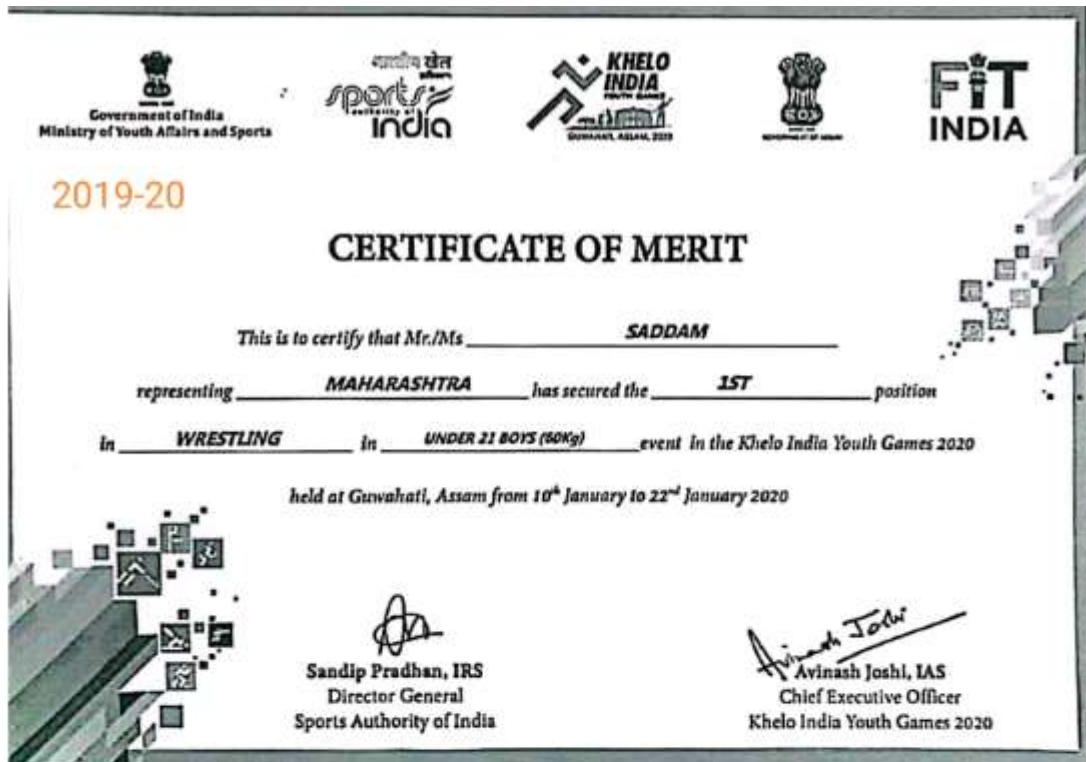 Government of India
Ministry of Youth Affairs and Sports
भारतीय खेल
sports
authority of
india
KHELO
INDIA
YOUTH GAMES
GUWAHATI, ASSAM, 2020
GOVERNMENT OF ASSAM
FIT
INDIA
2019-20
CERTIFICATE OF MERIT
This is to certify that Mr./Ms SADDAM
representing MAHARASHTRA has secured the 1ST position
in WRESTLING in UNDER 21 BOYS (60Kg) event in the Khelo India Youth Games 2020
held at Guwahati, Assam from 10th January to 22nd January 2020
Avinash Joshi
Sandip Pradhan, IRS
Director General
Sports Authority of India
Avinash Joshi, IAS
Chief Executive Officer
Khelo India Youth Games 2020